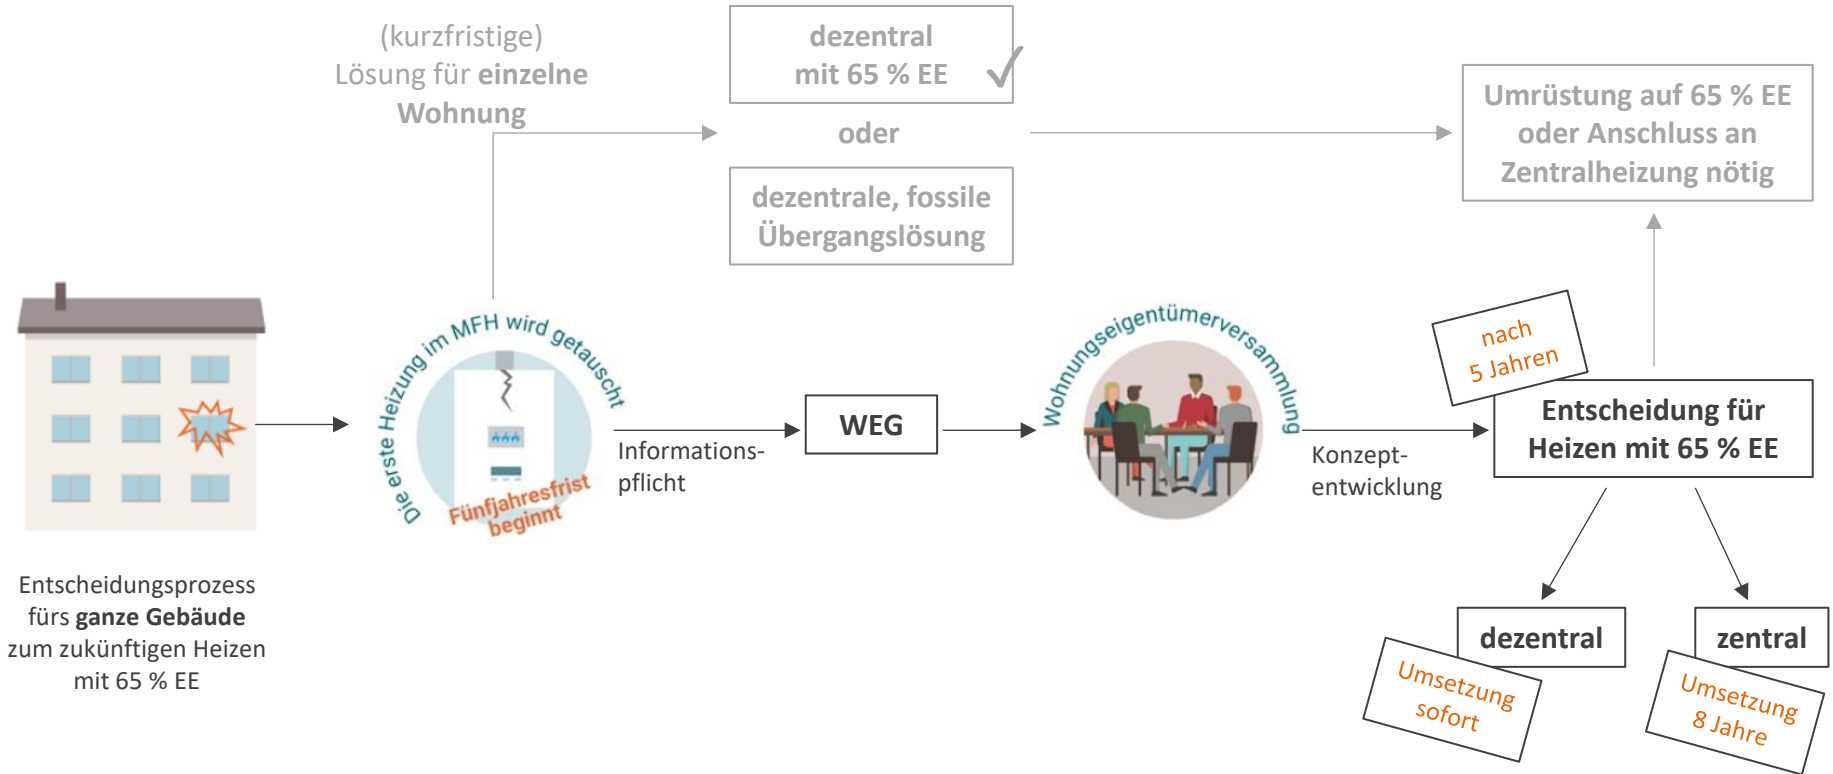 (kurzfristige)
Lösung für einzelne
Wohnung
dezentral
mit 65 % EE
oder
dezentrale, fossile
Übergangslösung
Umrüstung auf 65 % EE
oder Anschluss an
Zentralheizung nötig
Entscheidungsprozess
fürs ganze Gebäude
zum zukünftigen Heizen
mit 65 % EE
Die erste Heizung im MFH wird getauscht
Fünfjahresfrist
beginnt
Informations-
pflicht
WEG
Wohnungseigentümerversammlung
Konzept-
entwicklung
nach
5 Jahren
Entscheidung für
Heizen mit 65 % EE
dezentral
Umsetzung
sofort
zentral
Umsetzung
8 Jahre